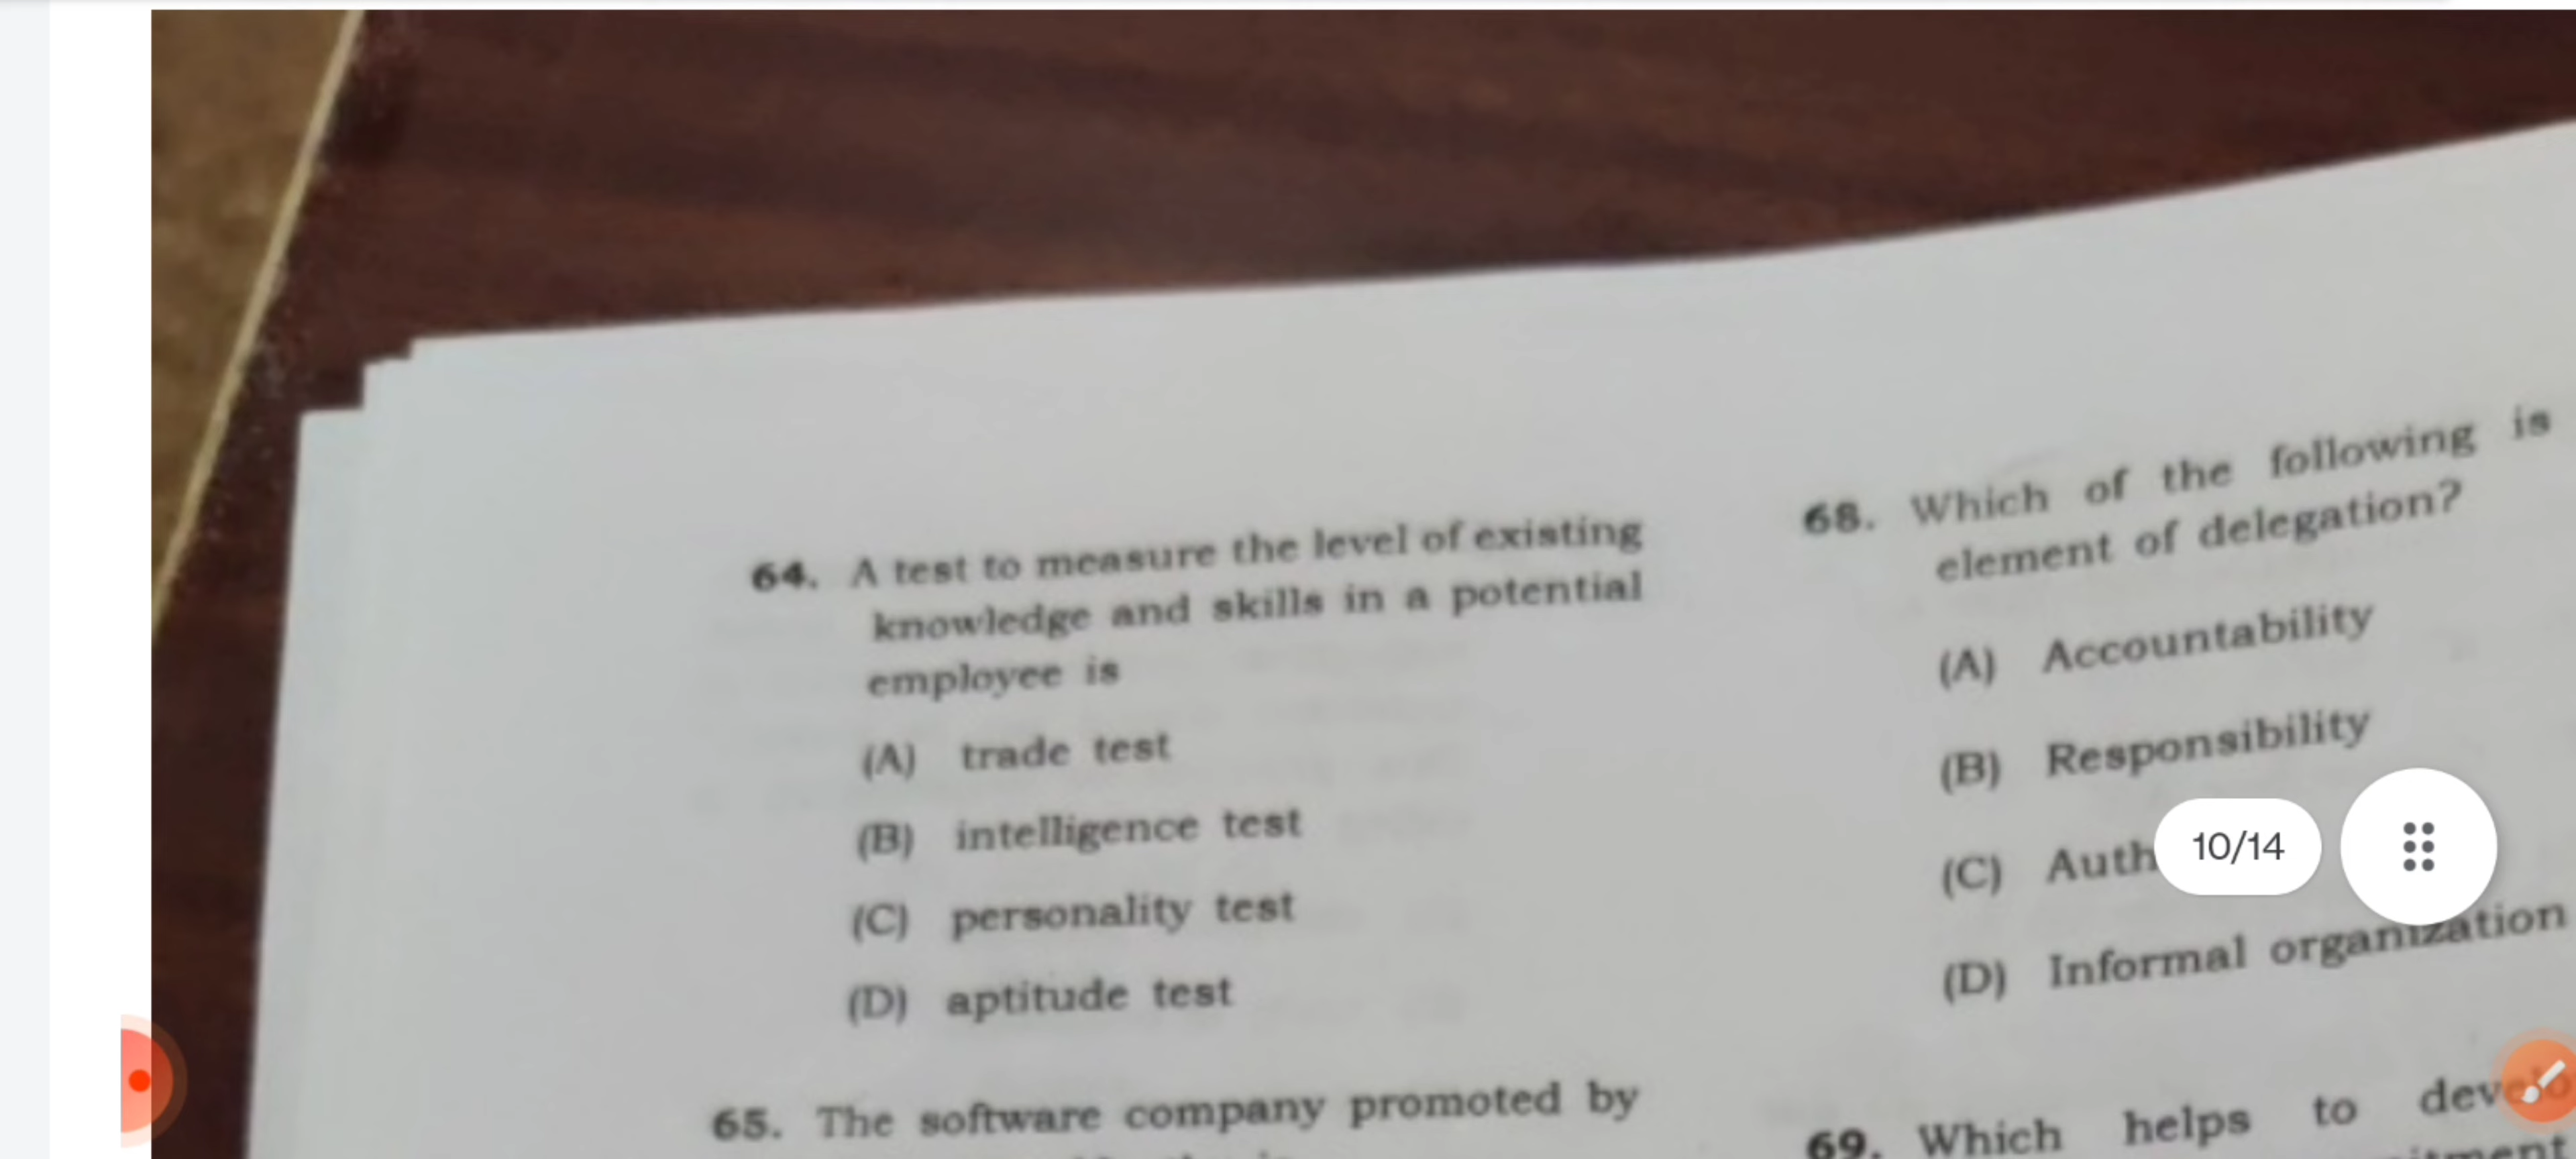 64. A test to measure the level of existing
knowledge and skills in a potential
employee is
(A) trade test
(B) intelligence test
(C) personality test
(D) aptitude test
65. The software company promoted by
68. Which of the following is
element of delegation?
(A) Accountability
(B) Responsibility
(C) Auth
(D) Informal organization
69. Which helps to
10/14